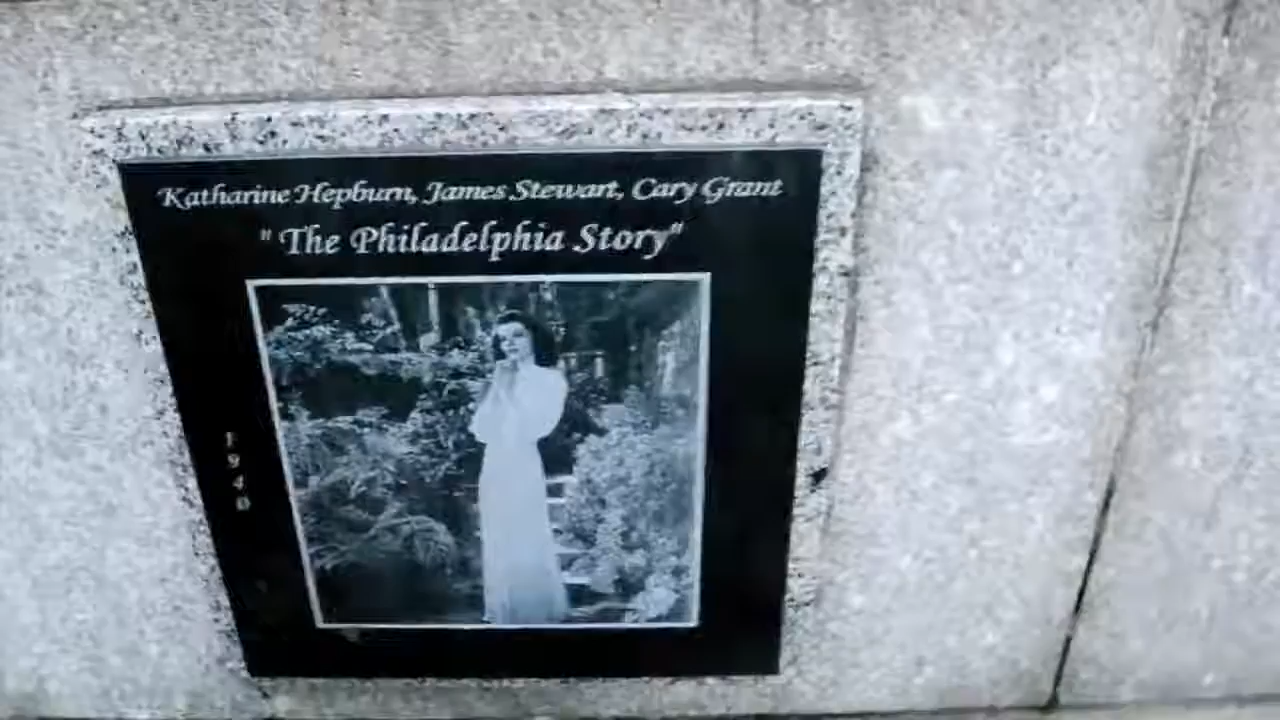 Katharine Hepburn, James Stewart, Cary Grant
"The Philadelphia Story"
1940